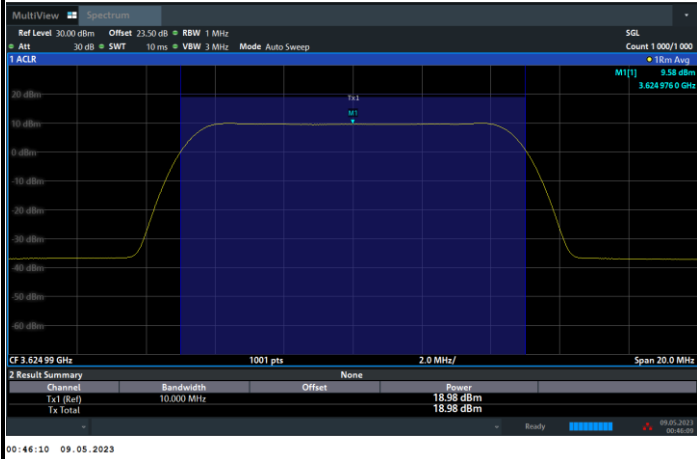 MultiView Spectrum
Ref Level 30.00 dBm Offset 23.50 dB RBW 1 MHz SGL
Att 30 dB SWT 10 ms VBW 3 MHz Mode Auto Sweep Count 1 000/1 000
1 ACLR 1Rm Avg
M1[1] 9.58 dBm
3.624 976 0 GHz
20 dBm
Tx1
M1
10 dBm
0 dBm
-10 dBm
-20 dBm
-30 dBm
-40 dBm
-50 dBm
-60 dBm
CF 3.624 99 GHz 1001 pts 2.0 MHz/ Span 20.0 MHz
2 Result Summary None
Channel Bandwidth Offset Power
Tx1 (Ref) 10.000 MHz 18.98 dBm
Tx Total 18.98 dBm
Ready 09.05.2023
00:46:09
00:46:10 09.05.2023